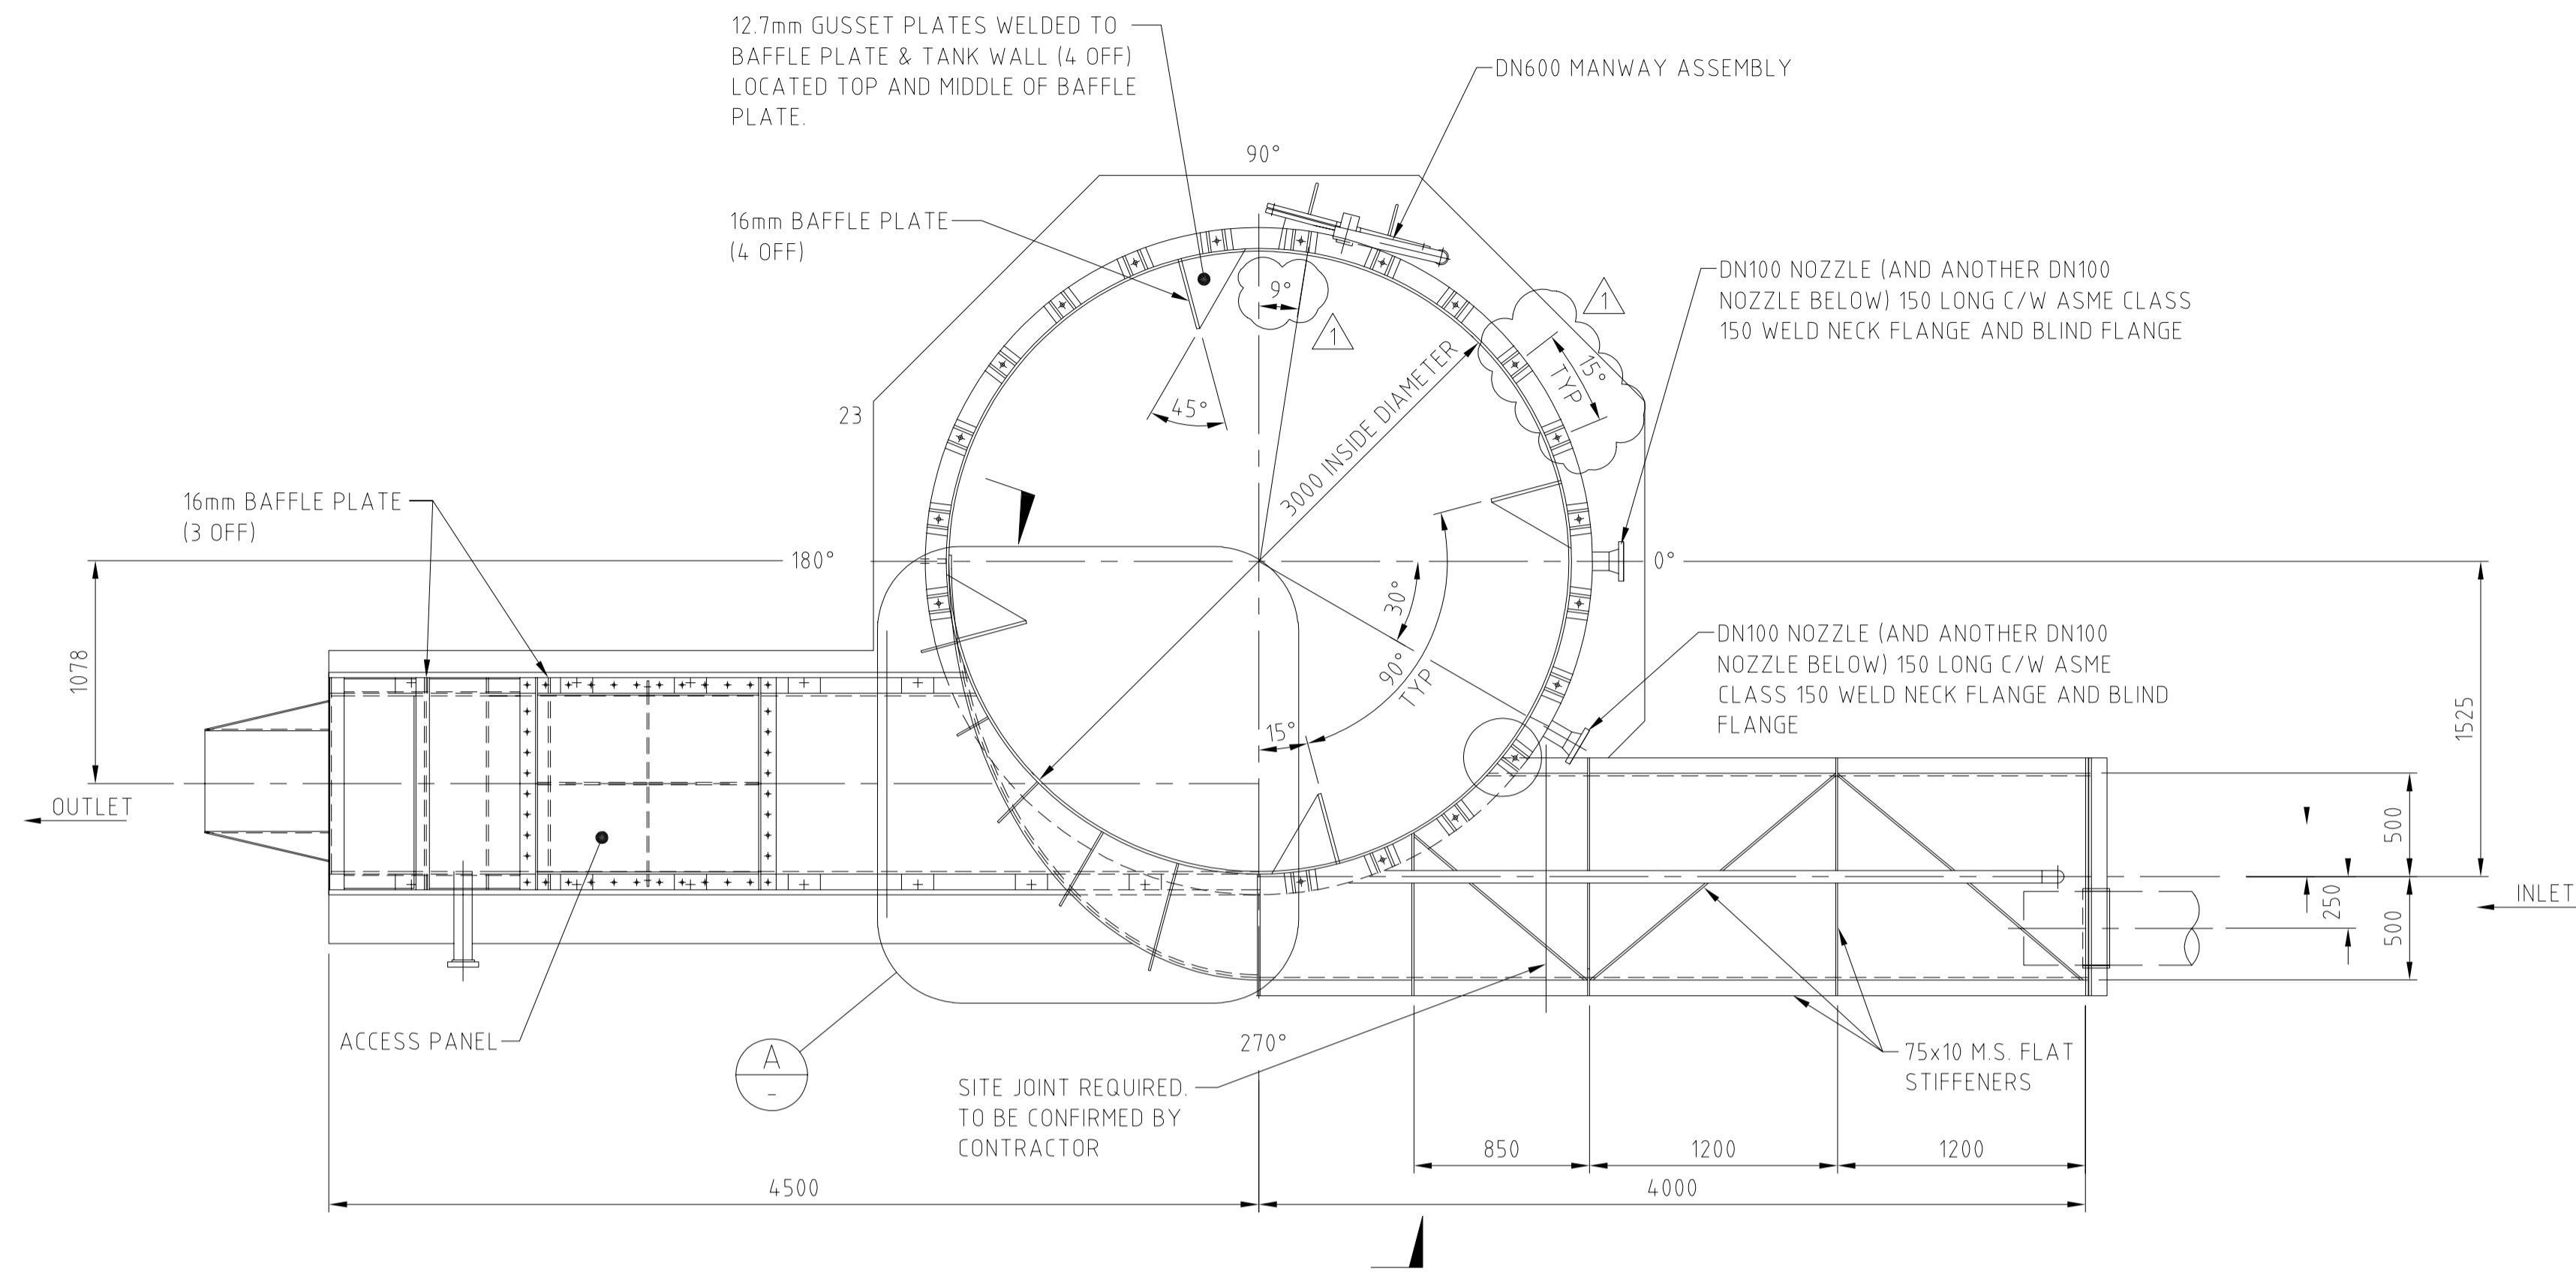 12.7mm GUSSET PLATES WELDED TO
BAFFLE PLATE & TANK WALL (4 OFF)
LOCATED TOP AND MIDDLE OF BAFFLE
PLATE.
DN600 MANWAY ASSEMBLY
90°
16mm BAFFLE PLATE
(4 OFF)
DN100 NOZZLE (AND ANOTHER DN100
NOZZLE BELOW) 150 LONG C/W ASME CLASS
150 WELD NECK FLANGE AND BLIND FLANGE
9°
1
1
15°
TYP
3000 INSIDE DIAMETER
45°
23
16mm BAFFLE PLATE
(3 OFF)
180°
0°
30°
90°
TYP
15°
1078
DN100 NOZZLE (AND ANOTHER DN100
NOZZLE BELOW) 150 LONG C/W ASME
CLASS 150 WELD NECK FLANGE AND BLIND
FLANGE
1525
OUTLET
500
250
500
INLET
ACCESS PANEL
A
-
270°
SITE JOINT REQUIRED.
TO BE CONFIRMED BY
CONTRACTOR
75x10 M.S. FLAT
STIFFENERS
850
1200
1200
4500
4000